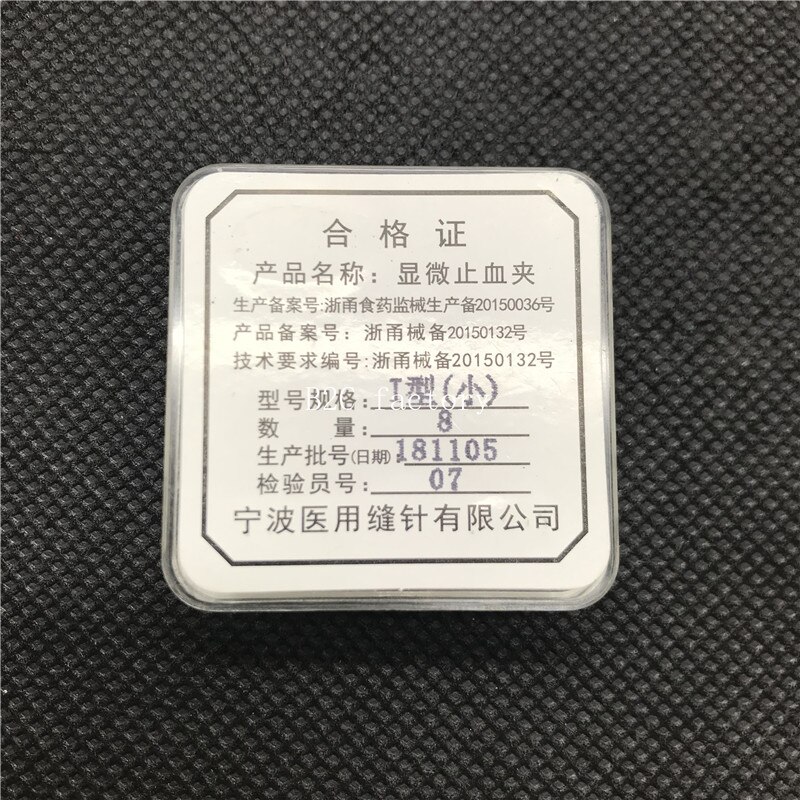 合格证
产品名称：显微止血夹
生产备案号:浙甬食药监械生产备20150036号
产品备案号：浙甬械备20150132号
技术要求编号:浙甬械备20150132号
型号规格：I型(小)
B2C factory
数 量：8
生产批号(日期)：181105
检验员号：07
宁波医用缝针有限公司